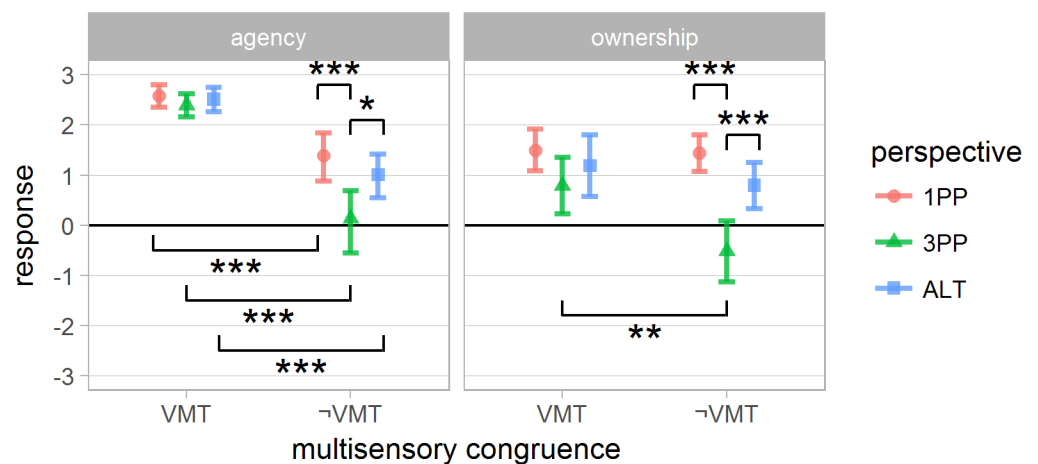 agency
ownership
response
3
2
1
0
-1
-2
-3
***
*
***
***
***
***
***
**
VMT
¬VMT
VMT
¬VMT
multisensory congruence
perspective
1PP
3PP
ALT